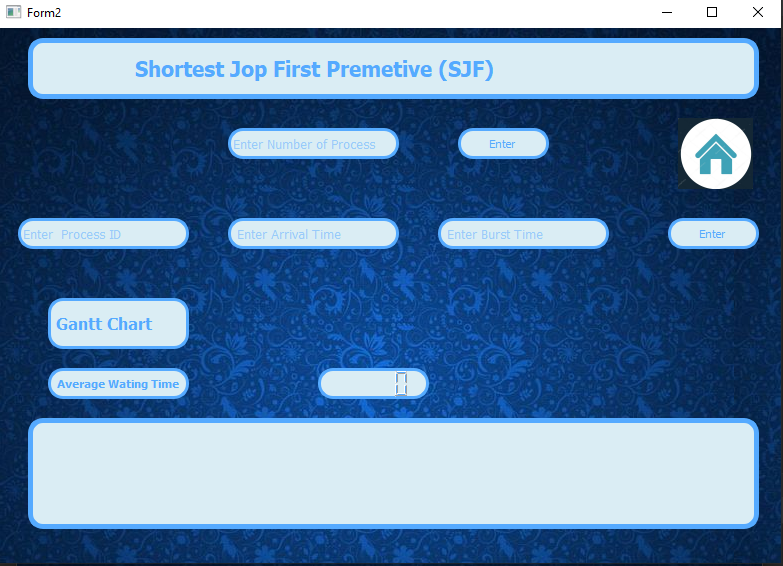 Form2
Shortest Jop First Premetive (SJF)
Enter Number of Process
Enter
Enter  Process ID
Enter Arrival Time
Enter Burst Time
Enter
Gantt Chart
Average Wating Time
0